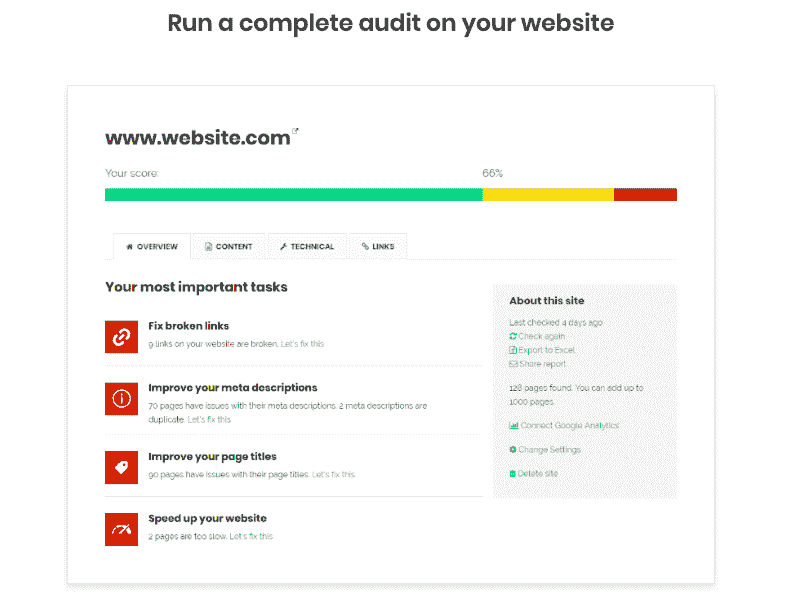 Run a complete audit on your website
www.website.com
Your score:
66%
OVERVIEW
CONTENT
TECHNICAL
LINKS
Your most important tasks
Fix broken links
9 links on your website are broken. Let's fix this
Improve your meta descriptions
70 pages have issues with their meta descriptions. 2 meta descriptions are
duplicate. Let's fix this
Improve your page titles
90 pages have issues with their page titles. Let's fix this
Speed up your website
2 pages are too slow. Let's fix this
About this site
Last checked 4 days ago
Check again
Export to Excel
Share report
128 pages found. You can add up to
1000 pages.
Connect Google Analytics
Change Settings
Delete site